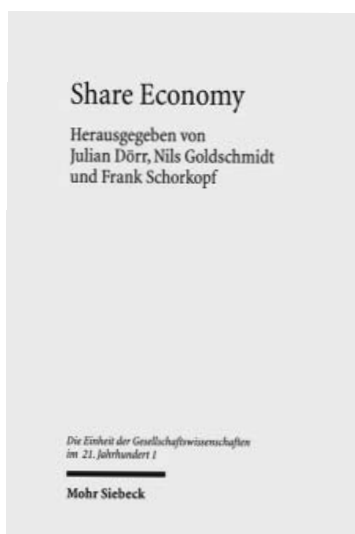 Share Economy
Herausgegeben von
Julian Dörr, Nils Goldschmidt
und Frank Schorkopf
Die Einheit der Gesellschaftswissenschaften
im 21. Jahrhundert 1
Mohr Siebeck